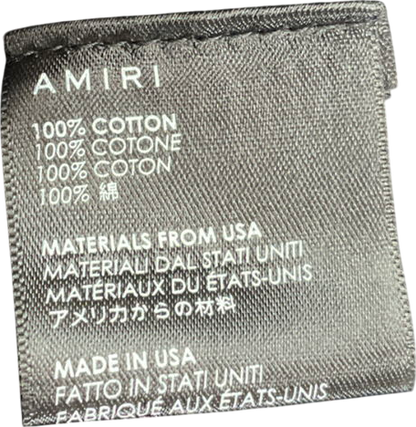 AMIRI
100% COTTON
100% COTONE
100% COTON
100% 綿
MATERIALS FROM USA
MATERIALI DAL STATI UNITI
MATERIAUX DU ÉTATS-UNIS
アメリカからの材料
MADE IN USA
FATTO IN STATI UNITI
FABRIQUÉ AUX ÉTATS-UNIS